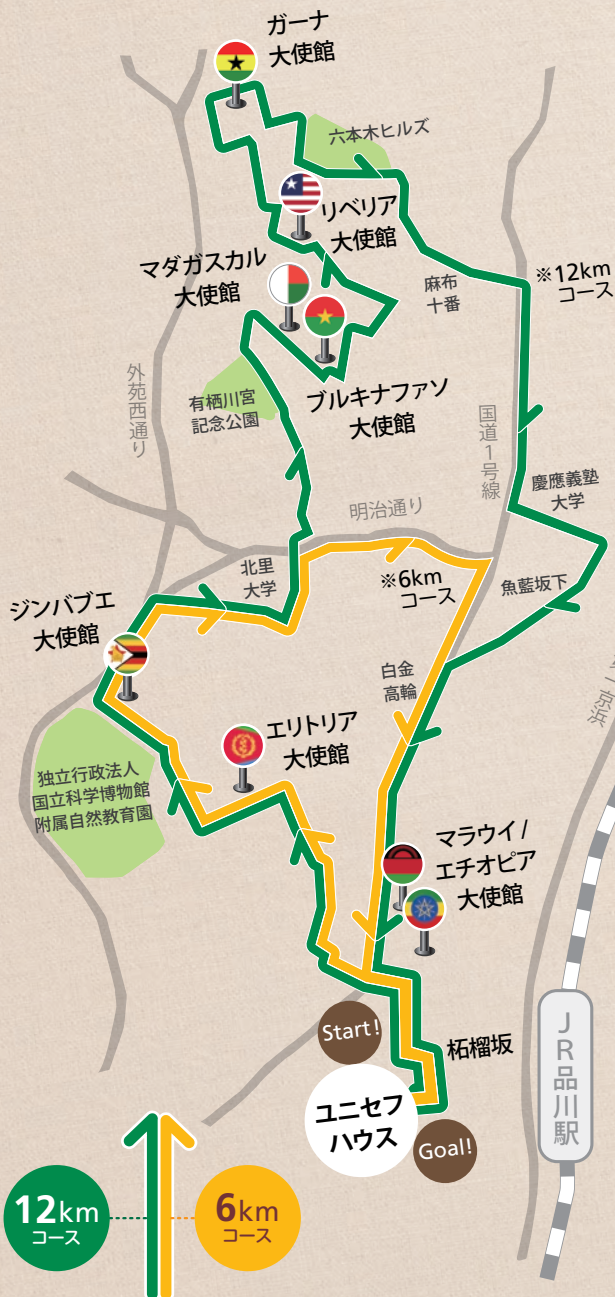 ガーナ
大使館
六本木ヒルズ
リベリア
大使館
マダガスカル
大使館
※12km
コース
麻布
十番
外苑西通り
有栖川宮
記念公園
ブルキナファソ
大使館
国道1号線
慶應義塾
大学
明治通り
北里
大学
※6km
コース
魚藍坂下
ジンバブエ
大使館
白金
高輪
京浜
エリトリア
大使館
独立行政法人
国立科学博物館
附属自然教育園
マラウイ/
エチオピア
大使館
Start!
柘榴坂
JR品川駅
ユニセフ
ハウス
Goal!
12km
コース
6km
コース